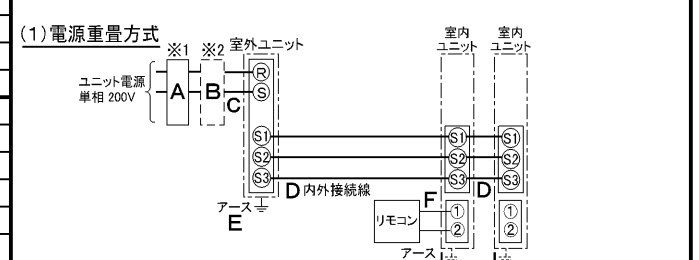 (1)電源重畳方式
※1 ※2 室外ユニット
室内
ユニット
室内
ユニット
ユニット電源
単相 200V
A B C
R
S
S1 S1 S1
S2 S2 S2
S3 S3 D S3
D 内外接続線
アース
E
リモコン
F
① ①
② ②
アース